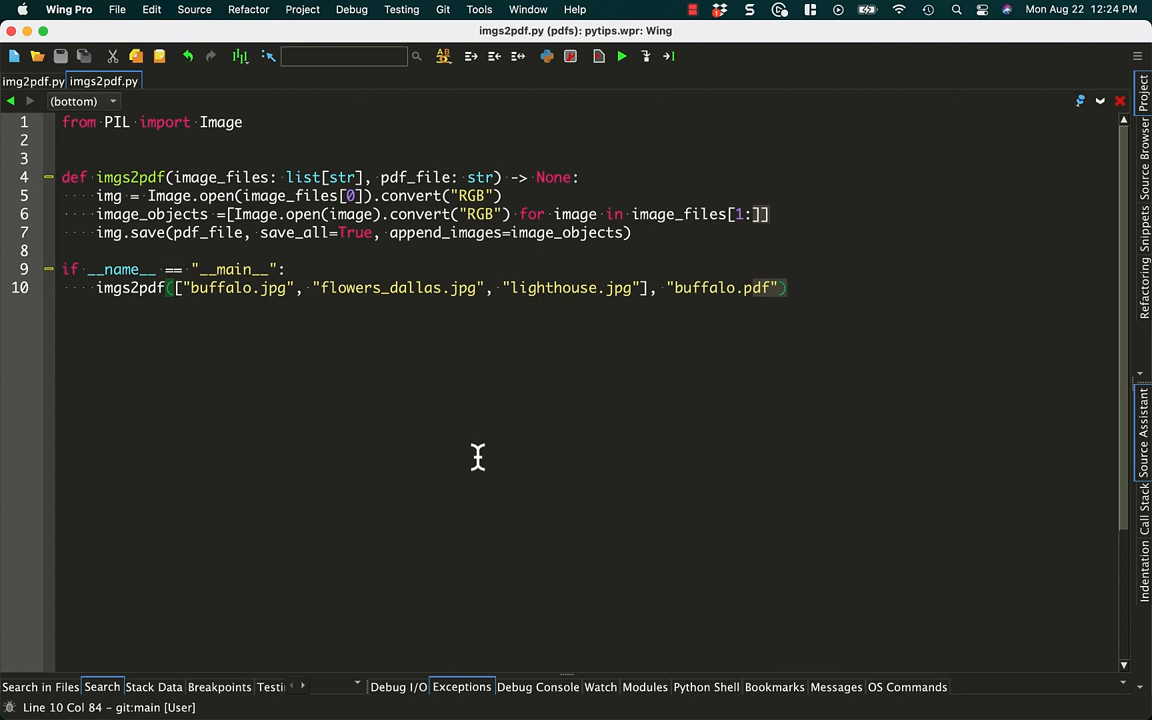 Wing Pro File Edit Source Refactor Project Debug Testing Git Tools Window Help Mon Aug 22 12:24 PM
imgs2pdf.py (pdfs): pytips.wpr: Wing
img2pdf.py imgs2pdf.py
(bottom)
1 from PIL import Image
2
3
4 def imgs2pdf(image_files: list[str], pdf_file: str) -> None:
5 img = Image.open(image_files[0]).convert("RGB")
6 image_objects =[Image.open(image).convert("RGB") for image in image_files[1:]]
7 img.save(pdf_file, save_all=True, append_images=image_objects)
8
9 if __name__ == "__main__":
10 imgs2pdf(["buffalo.jpg", "flowers_dallas.jpg", "lighthouse.jpg"], "buffalo.pdf")
Project
Source Browser
Snippets
Refactoring
Source Assistant
Call Stack
Indentation
Search in Files Search Stack Data Breakpoints Testi Debug I/O Exceptions Debug Console Watch Modules Python Shell Bookmarks Messages OS Commands
Line 10 Col 84 - git:main [User]